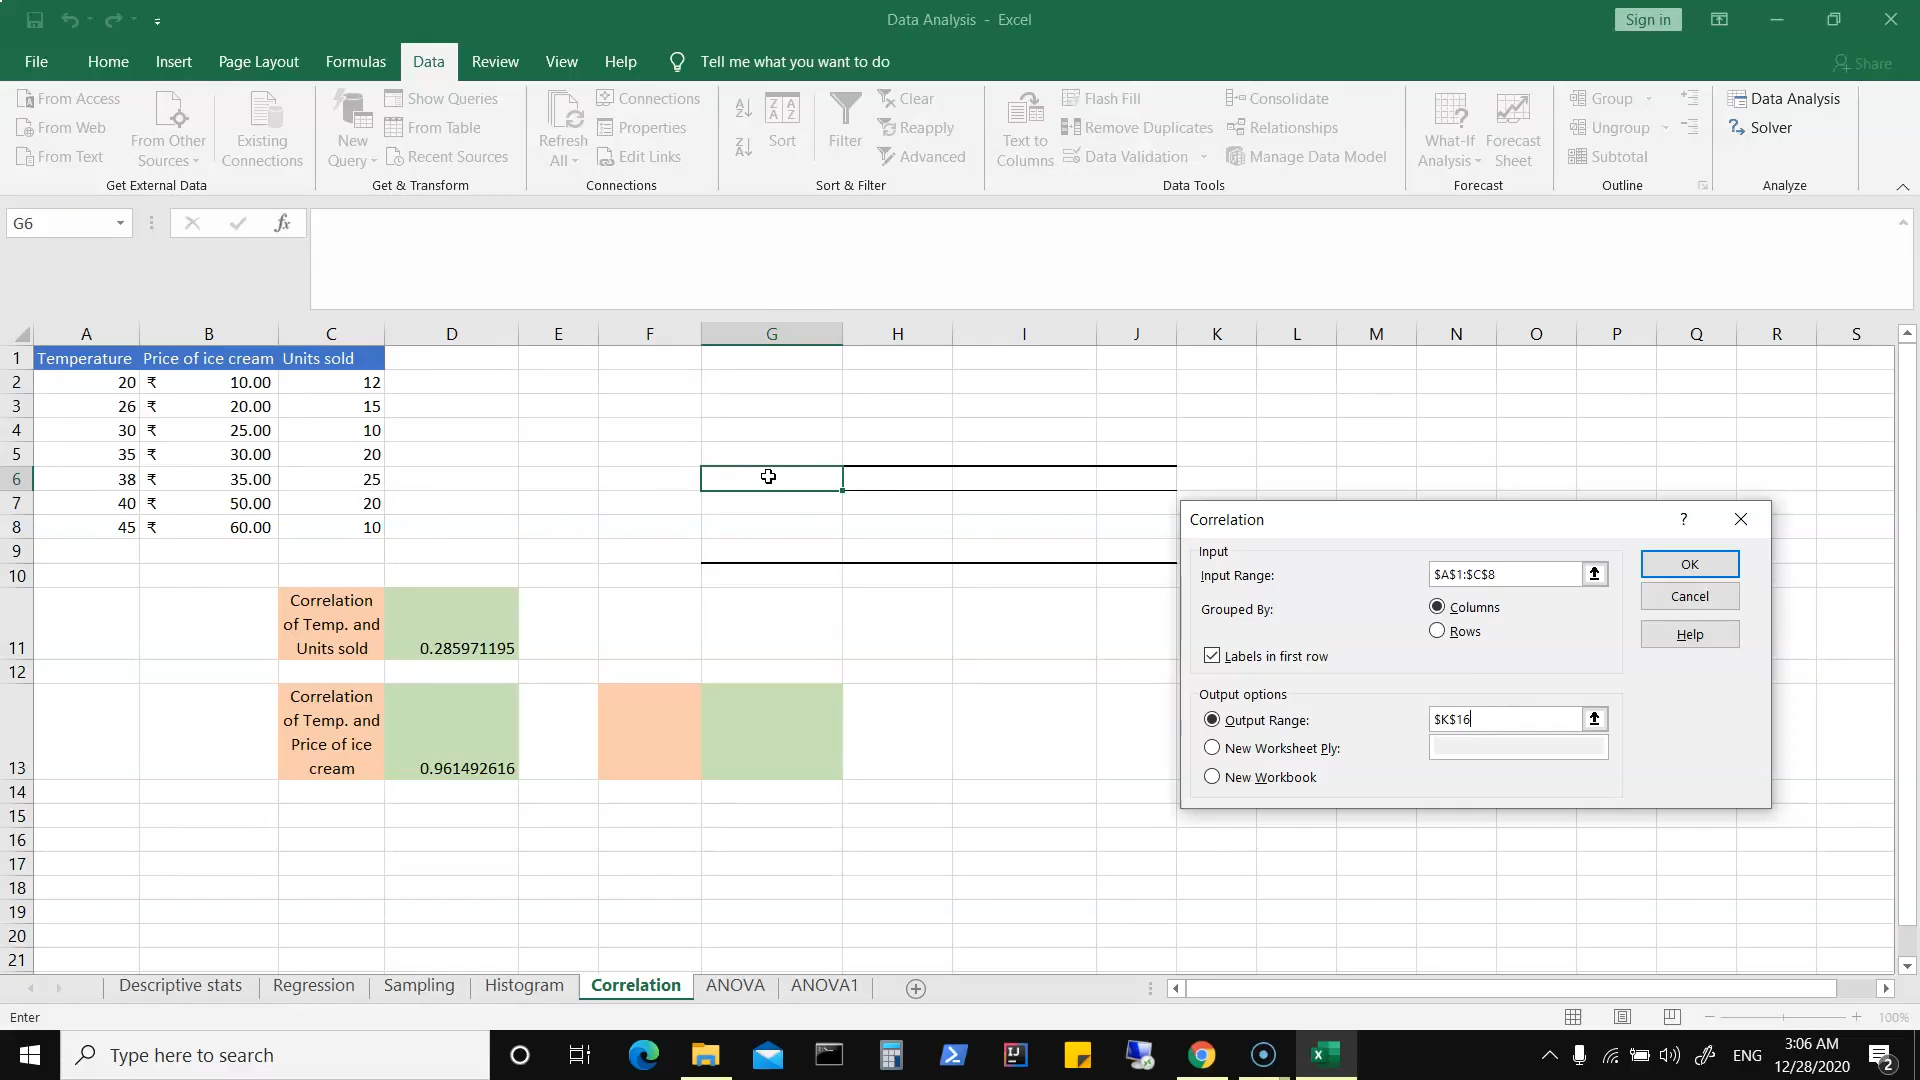 Data Analysis - Excel
Sign in
File Home Insert Page Layout Formulas Data Review View Help Tell me what you want to do Share
From Access
From Web
From Text
From Other Sources
Existing Connections
Get External Data
New Query
Show Queries
From Table
Recent Sources
Get & Transform
Refresh All
Connections
Properties
Edit Links
Connections
Sort
Filter
Clear
Reapply
Advanced
Sort & Filter
Text to Columns
Flash Fill
Remove Duplicates
Data Validation
Consolidate
Relationships
Manage Data Model
Data Tools
What-If Analysis
Forecast Sheet
Forecast
Group
Ungroup
Subtotal
Outline
Data Analysis
Solver
Analyze
G6 fx
A B C D E F G H I J K L M N O P Q R S
1 Temperature Price of ice cream Units sold
2 20 ₹ 10.00 12
3 26 ₹ 20.00 15
4 30 ₹ 25.00 10
5 35 ₹ 30.00 20
6 38 ₹ 35.00 25
7 40 ₹ 50.00 20
8 45 ₹ 60.00 10
9
10
Correlation
of Temp. and
11 Units sold 0.285971195
12
Correlation
of Temp. and
Price of ice
13 cream 0.961492616
14
15
16
17
18
19
20
21
Correlation ?
Input
Input Range: $A$1:$C$8
Grouped By: Columns
Rows
Labels in first row
Output options
Output Range: $K$16
New Worksheet Ply:
New Workbook
OK
Cancel
Help
Descriptive stats Regression Sampling Histogram Correlation ANOVA ANOVA1
Enter
100%
Type here to search
ENG
3:06 AM
12/28/2020
2